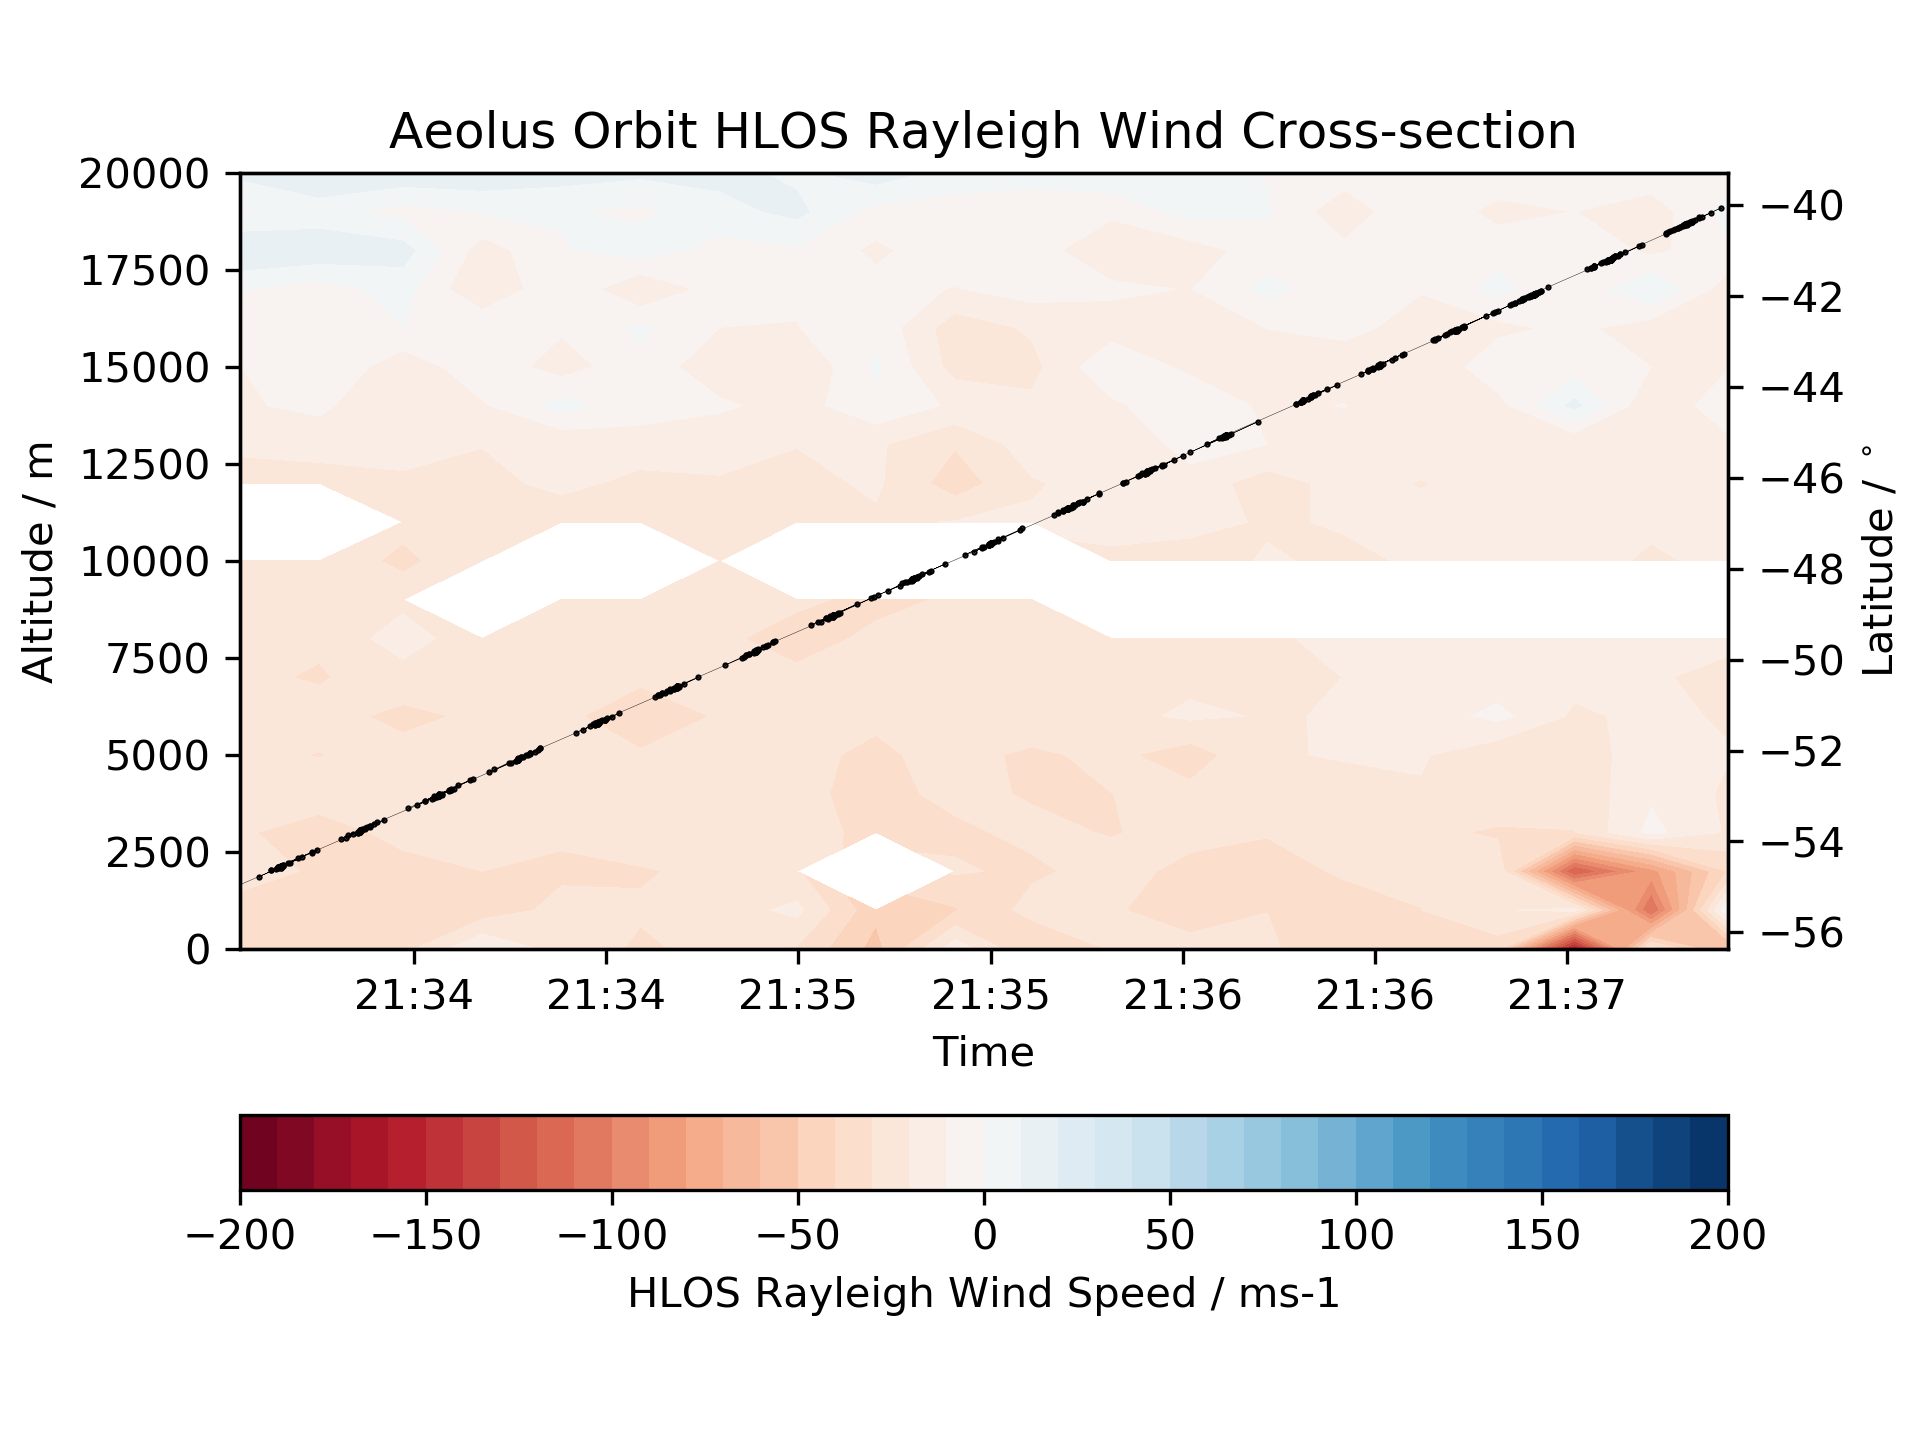 Aeolus Orbit HLOS Rayleigh Wind Cross-section
20000
17500
15000
12500
10000
7500
5000
2500
0
Altitude / m
−40
−42
−44
−46
−48
−50
−52
−54
−56
Latitude / °
21:34 21:34 21:35 21:35 21:36 21:36 21:37
Time
−200 −150 −100 −50 0 50 100 150 200
HLOS Rayleigh Wind Speed / ms-1